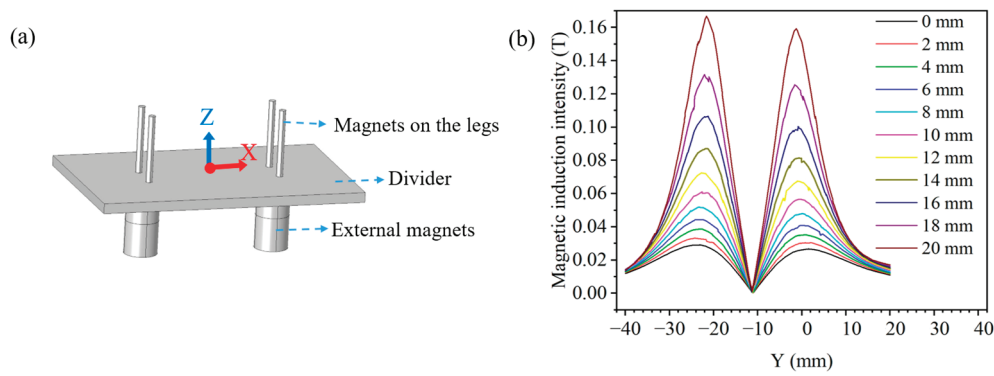 (a)
Z
X
Magnets on the legs
Divider
External magnets
(b)
Magnetic induction intensity (T)
0.16
0.14
0.12
0.10
0.08
0.06
0.04
0.02
0.00
0 mm
2 mm
4 mm
6 mm
8 mm
10 mm
12 mm
14 mm
16 mm
18 mm
20 mm
−40 −30 −20 −10 0 10 20 30 40
Y (mm)